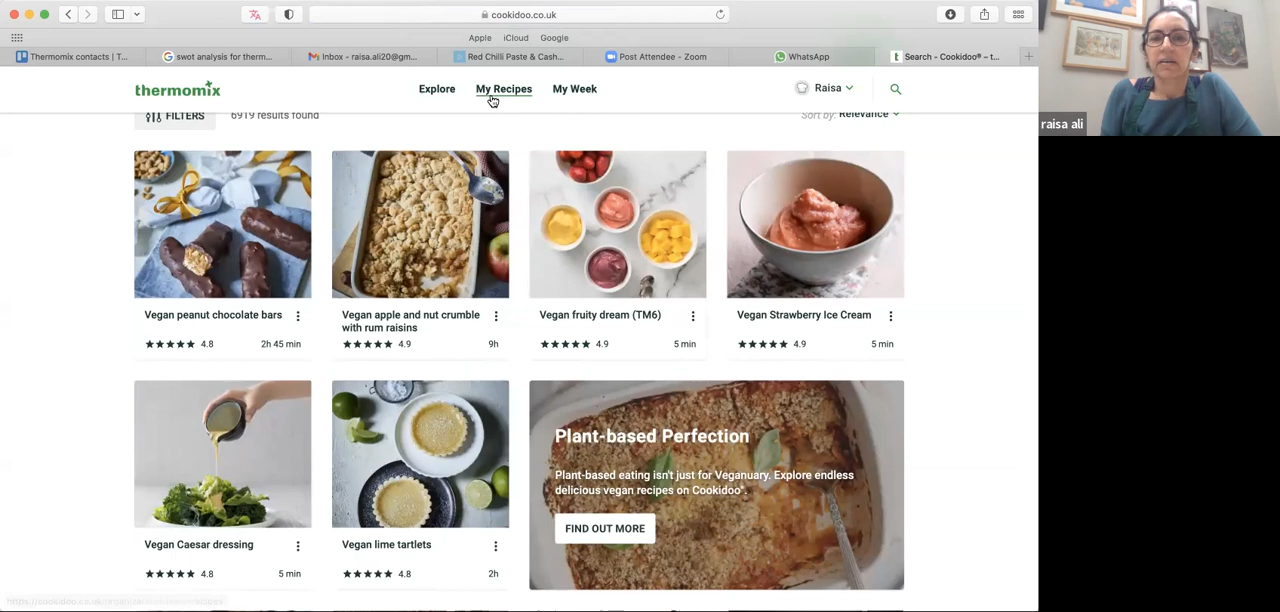 cookidoo.co.uk
Apple iCloud Google
Thermomix contacts | T...
swot analysis for therm...
Inbox - raisa.ali20@gm...
Red Chilli Paste & Cash...
Post Attendee - Zoom
WhatsApp
Search - Cookidoo® – t...
thermomix
Explore My Recipes My Week
Raisa
raisa ali
FILTERS 6919 results found Sort by: Relevance
Vegan peanut chocolate bars
4.8 2h 45 min
Vegan apple and nut crumble
with rum raisins
4.9 9h
Vegan fruity dream (TM6)
4.9 5 min
Vegan Strawberry Ice Cream
4.9 5 min
Vegan Caesar dressing
4.8 5 min
Vegan lime tartlets
4.8 2h
Plant-based Perfection
Plant-based eating isn't just for Veganuary. Explore endless
delicious vegan recipes on Cookidoo®.
FIND OUT MORE